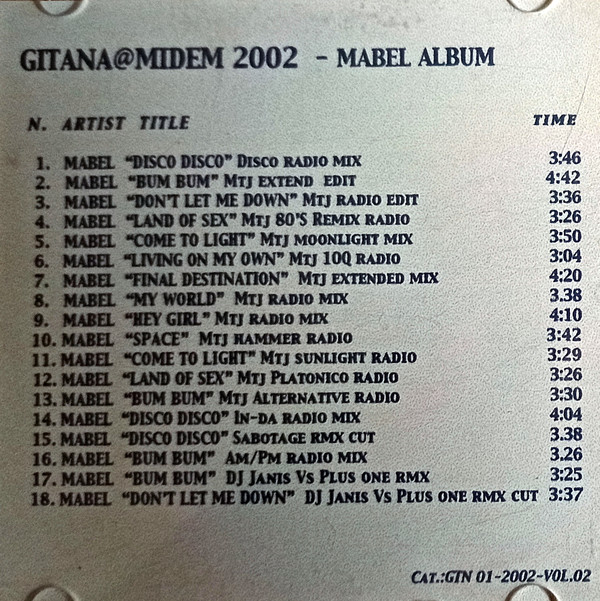 GITANA@MIDEM 2002 - MABEL ALBUM
N. ARTIST TITLE TIME
1. MABEL "DISCO DISCO" DISCO RADIO MIX 3:46
2. MABEL "BUM BUM" MTJ EXTEND EDIT 4:42
3. MABEL "DON'T LET ME DOWN" MTJ RADIO EDIT 3:36
4. MABEL "LAND OF SEX" MTJ 80'S REMIX RADIO 3:26
5. MABEL "COME TO LIGHT" MTJ MOONLIGHT MIX 3:50
6. MABEL "LIVING ON MY OWN" MTJ 10Q RADIO 3:04
7. MABEL "FINAL DESTINATION" MTJ EXTENDED MIX 4:20
8. MABEL "MY WORLD" MTJ RADIO MIX 3.38
9. MABEL "HEY GIRL" MTJ RADIO MIX 4:10
10. MABEL "SPACE" MTJ HAMMER RADIO 3:42
11. MABEL "COME TO LIGHT" MTJ SUNLIGHT RADIO 3:29
12. MABEL "LAND OF SEX" MTJ PLATONICO RADIO 3:26
13. MABEL "BUM BUM" MTJ ALTERNATIVE RADIO 3:30
14. MABEL "DISCO DISCO" IN-DA RADIO MIX 4:04
15. MABEL "DISCO DISCO" SABOTAGE RMX CUT 3.38
16. MABEL "BUM BUM" AM/PM RADIO MIX 3.26
17. MABEL "BUM BUM" DJ JANIS VS PLUS ONE RMX 3:25
18. MABEL "DON'T LET ME DOWN" DJ JANIS VS PLUS ONE RMX CUT 3:37
CAT.:GTN 01-2002-VOL.02